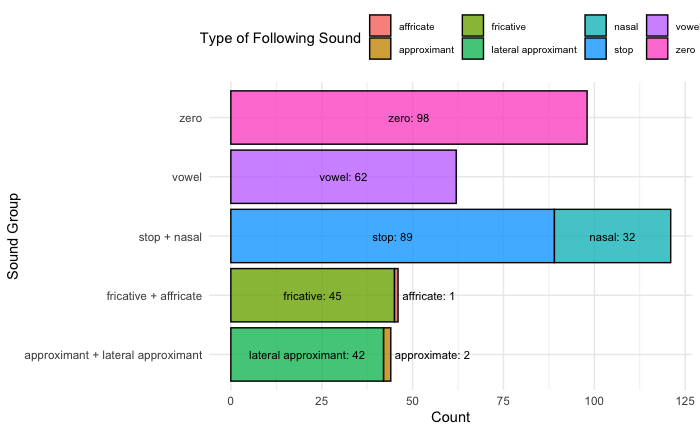 Type of Following Sound
affricate
fricative
nasal
vowel
approximant
lateral approximant
stop
zero
Sound Group
zero
zero: 98
vowel
vowel: 62
stop + nasal
stop: 89
nasal: 32
fricative + affricate
fricative: 45
affricate: 1
approximant + lateral approximant
lateral approximant: 42
approximate: 2
0
25
50
75
100
125
Count